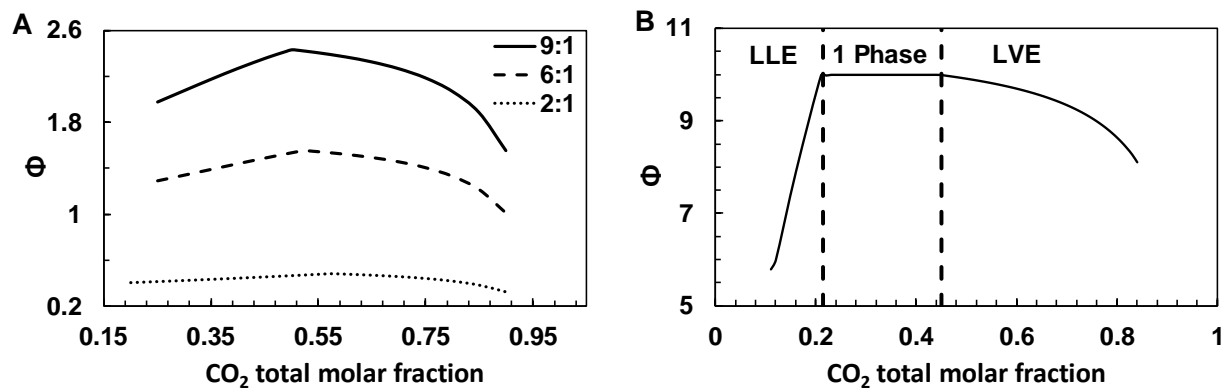 A
2.6
1.8
1
0.2
Φ
9:1
6:1
2:1
0.15 0.35 0.55 0.75 0.95
CO₂ total molar fraction
B
11
9
7
5
Φ
LLE 1 Phase LVE
0 0.2 0.4 0.6 0.8 1
CO₂ total molar fraction